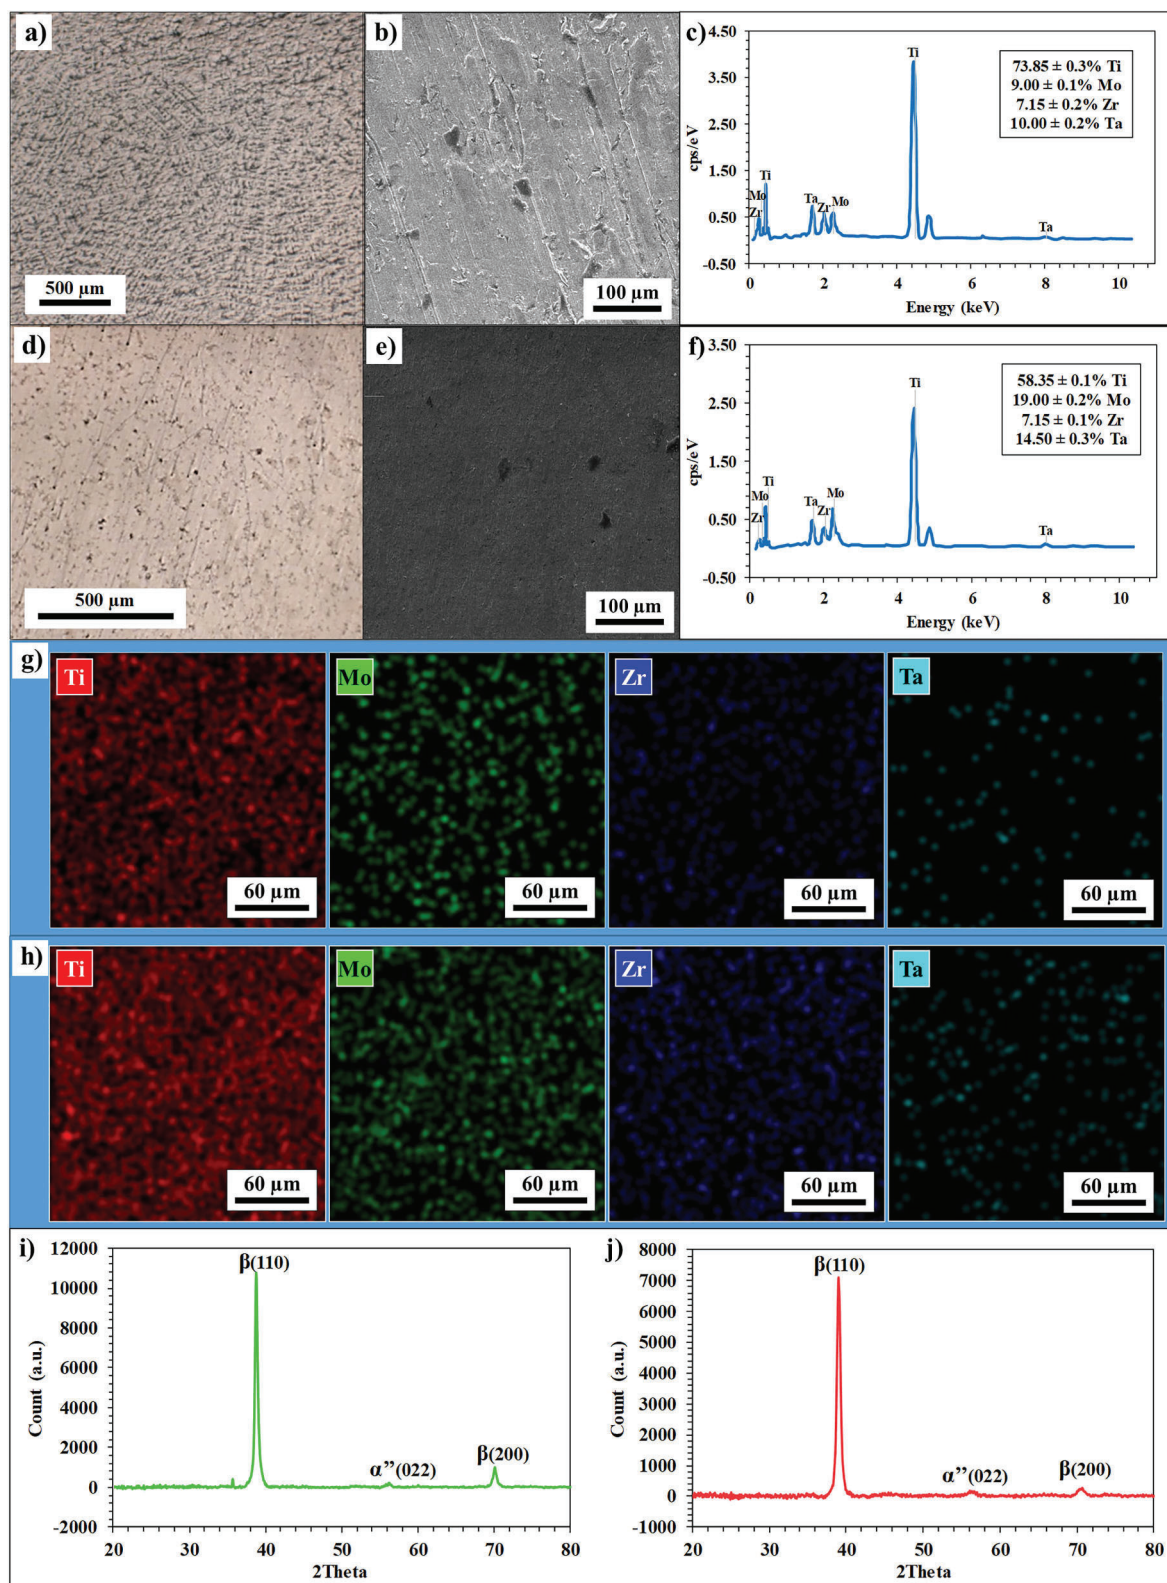 a)
500 µm
b)
100 µm
c)
4.50
3.50
2.50
1.50
0.50
-0.50
cps/eV
Ti
73.85 ± 0.3% Ti
9.00 ± 0.1% Mo
7.15 ± 0.2% Zr
10.00 ± 0.2% Ta
Ti
Mo
Zr
Ta
Zr
Mo
Ta
0
2
4
6
8
10
Energy (keV)
d)
500 µm
e)
100 µm
f)
3.50
2.50
1.50
0.50
-0.50
cps/eV
Ti
58.35 ± 0.1% Ti
19.00 ± 0.2% Mo
7.15 ± 0.1% Zr
14.50 ± 0.3% Ta
Ti
Mo
Zr
Ta
Zr
Mo
Ta
0
2
4
6
8
10
Energy (keV)
g)
Ti
60 µm
Mo
60 µm
Zr
60 µm
Ta
60 µm
h)
Ti
60 µm
Mo
60 µm
Zr
60 µm
Ta
60 µm
i)
12000
10000
8000
6000
4000
2000
0
-2000
Count (a.u.)
β(110)
α”(022)
β(200)
20
30
40
50
60
70
80
2Theta
j)
8000
7000
6000
5000
4000
3000
2000
1000
0
-1000
Count (a.u.)
β(110)
α”(022)
β(200)
20
30
40
50
60
70
80
2Theta